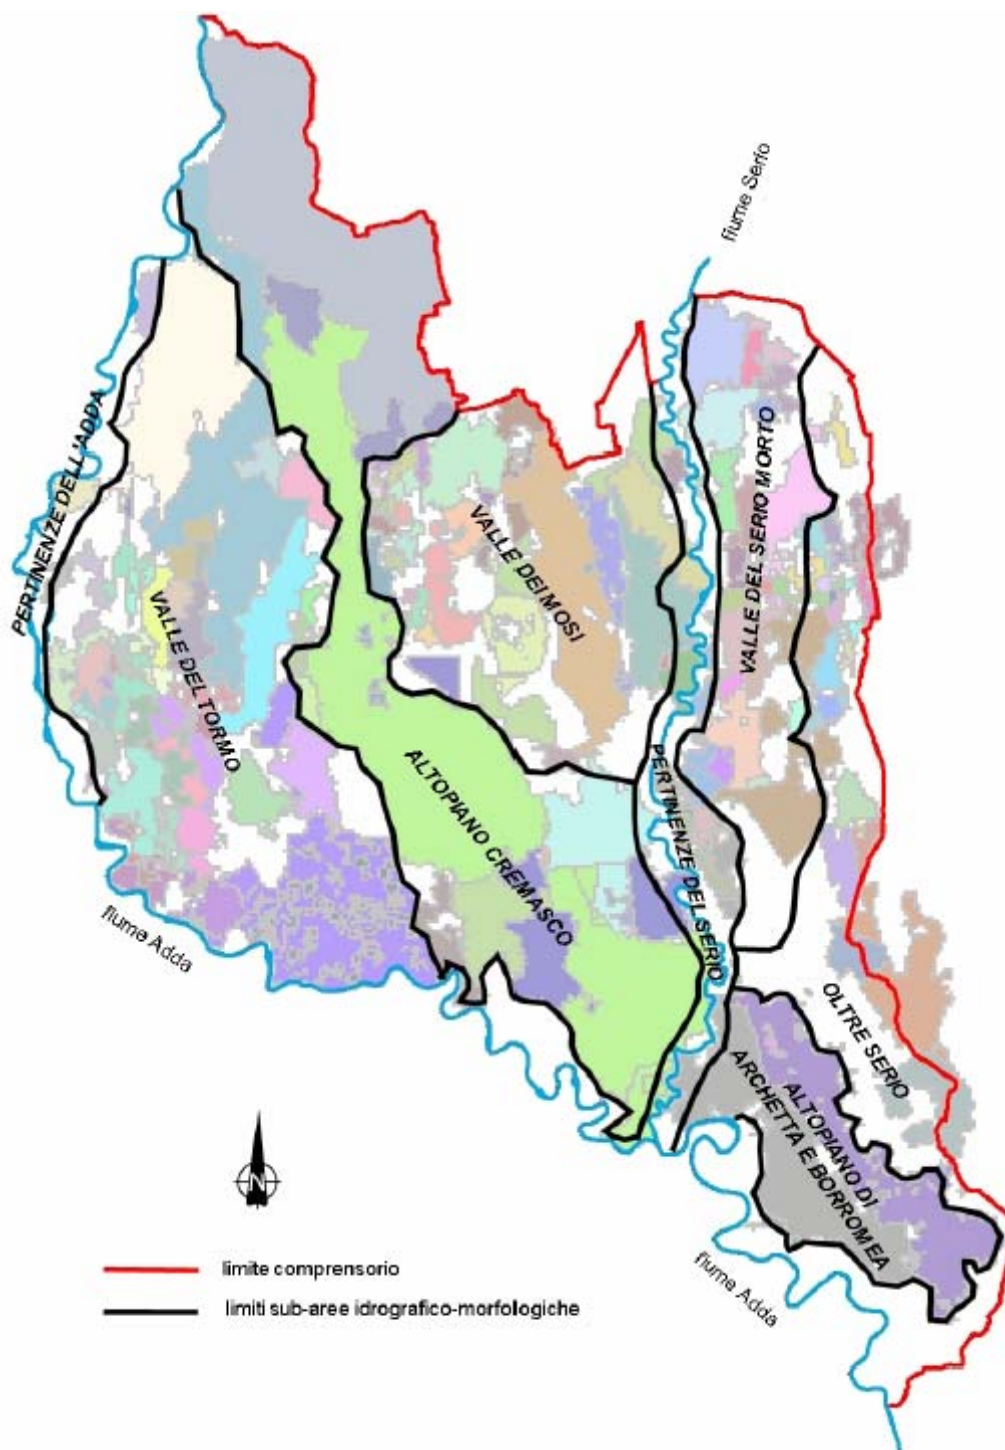 fiume Serio
PERTINENZE DELL'ADDA
VALLE DEL TORMO
VALLE DEI MOSI
VALLE DEL SERIO MORTO
ALTOPIANO CREMASCO
PERTINENZE DEL SERIO
fiume Adda
OLTRE SERIO
ALTOPIANO DI
ARCHETTA E BORROMEA
N
fiume Adda
limite comprensorio
limiti sub-aree idrografico-morfologiche